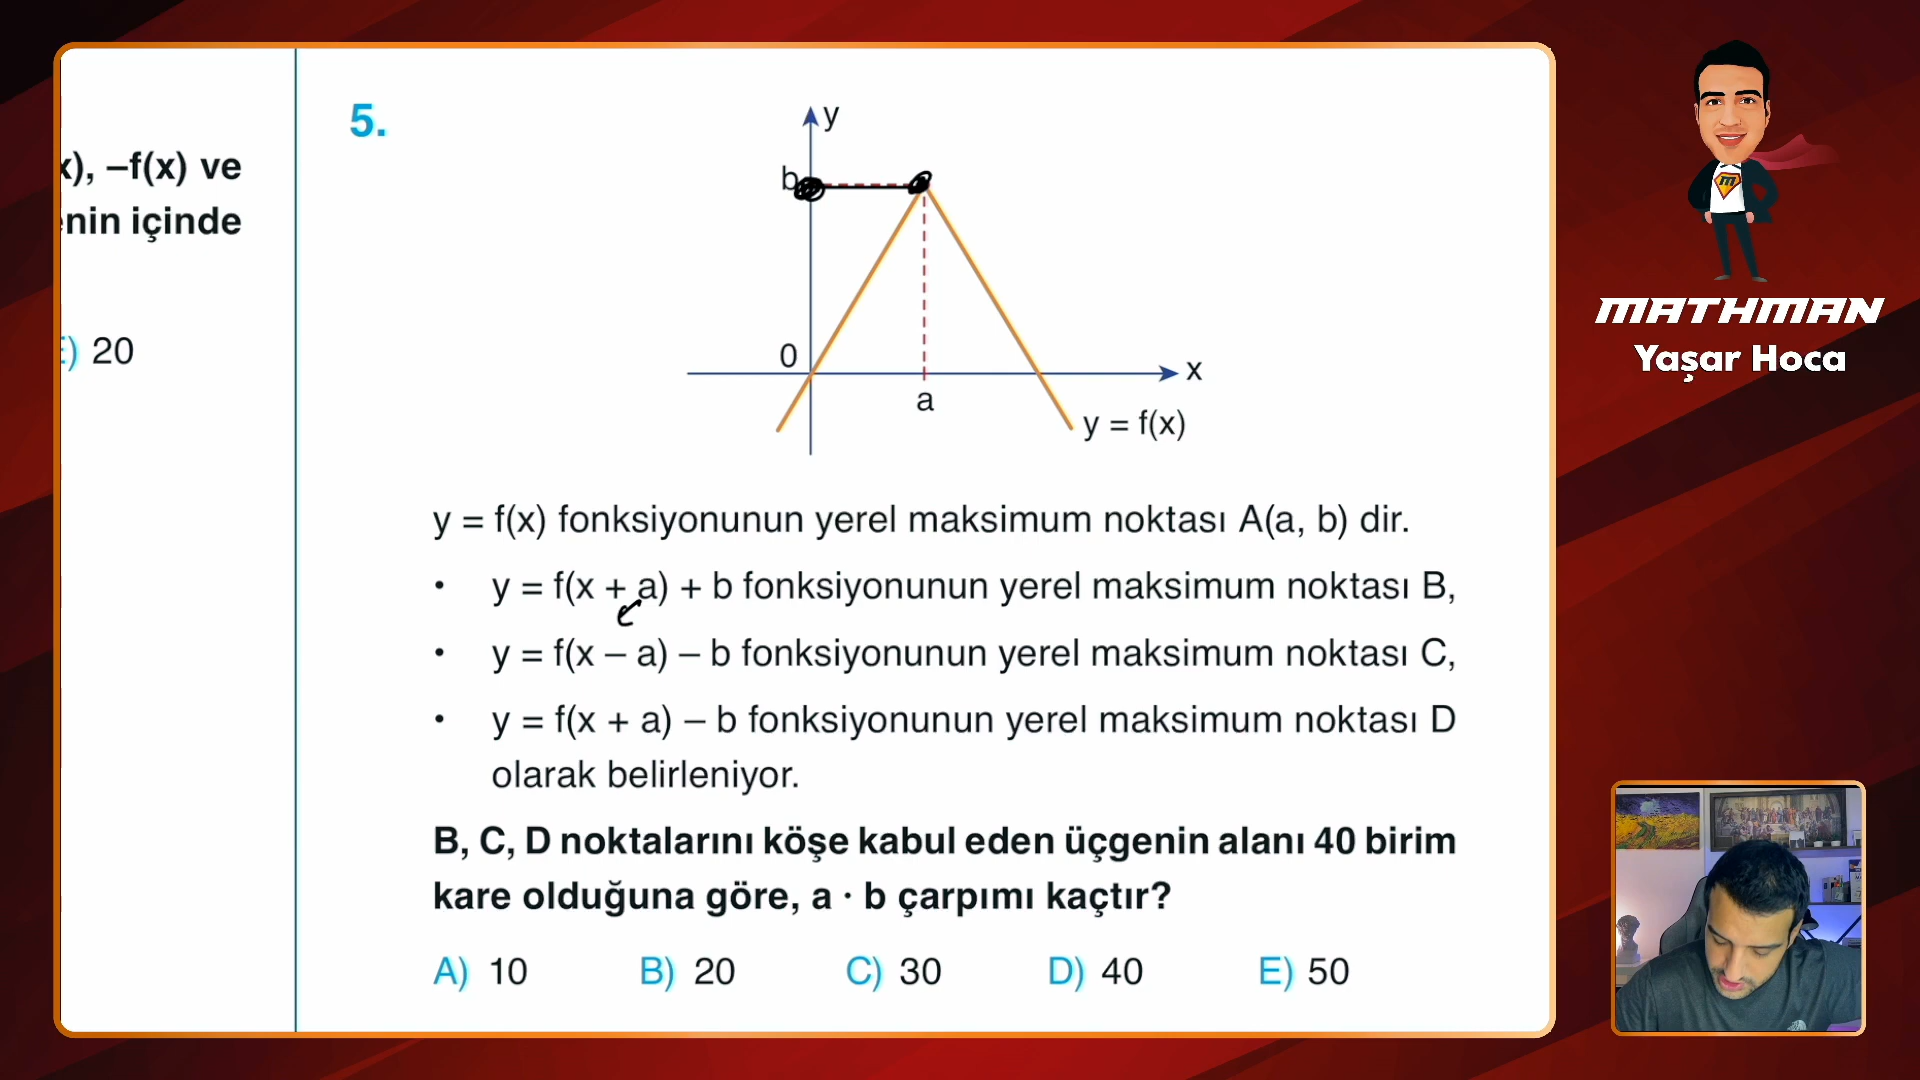 x), –f(x) ve
enin içinde
E) 20
5.
y
b
0
x
a
y = f(x)
y = f(x) fonksiyonunun yerel maksimum noktası A(a, b) dir.
• y = f(x + a) + b fonksiyonunun yerel maksimum noktası B,
• y = f(x – a) – b fonksiyonunun yerel maksimum noktası C,
• y = f(x + a) – b fonksiyonunun yerel maksimum noktası D
olarak belirleniyor.
B, C, D noktalarını köşe kabul eden üçgenin alanı 40 birim
kare olduğuna göre, a · b çarpımı kaçtır?
A) 10 B) 20 C) 30 D) 40 E) 50
m
MATHMAN
Yaşar Hoca